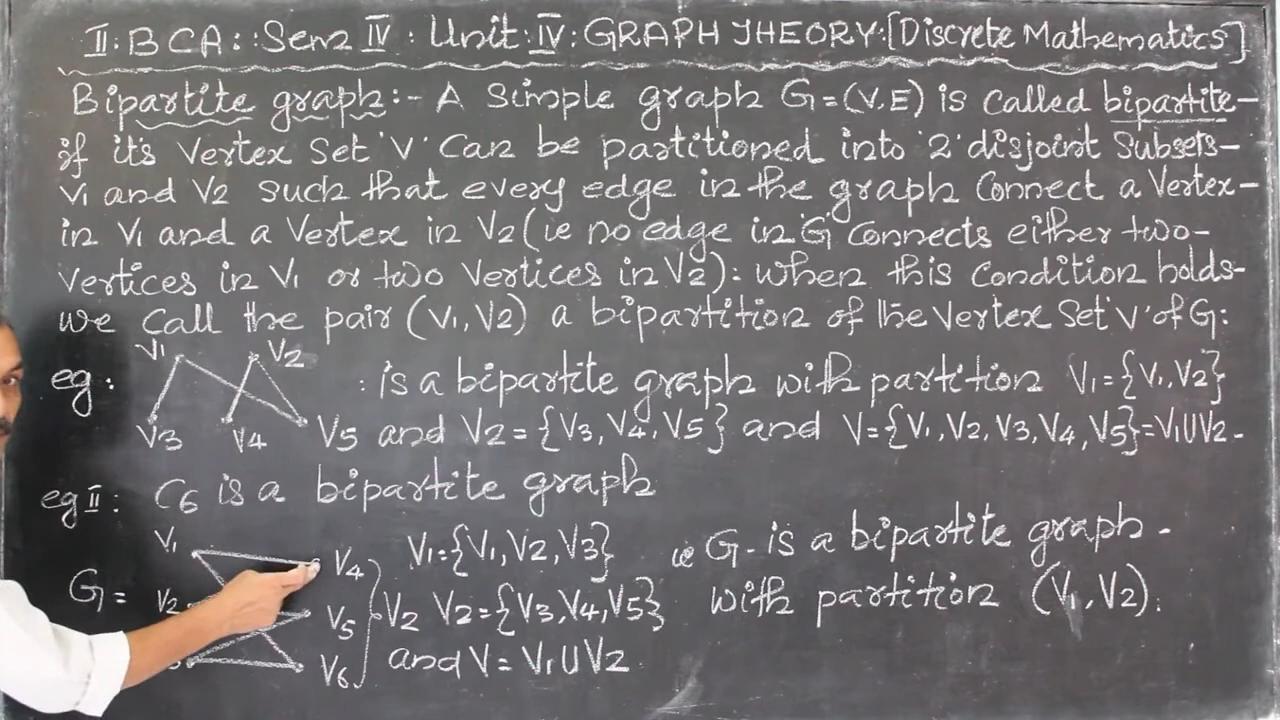 II : BCA : Sem IV : Unit : IV : GRAPH THEORY : [Discrete Mathematics]
Bipartite graph :- A Simple graph G=(V.E) is called bipartite-
if its Vertex Set 'V' Can be partitioned into '2' disjoint Subsets-
V1 and V2 such that every edge in the graph Connect a Vertex-
in V1 and a Vertex in V2 (ie no edge in G Connects either two-
Vertices in V1 or two Vertices in V2): when this Condition holds-
we Call the pair (V1, V2) a bipartition of the Vertex Set V of G:
V1 V2
eg : : is a bipartite graph with partition V1={V1, V2}
V3 V4 V5 and V2={V3, V4, V5} and V={V1, V2, V3, V4, V5}=V1UV2-
eg II : C6 is a bipartite graph
V1 V4 V1={V1, V2, V3} ie G is a bipartite graph-
G= V2 V5 V2 V2={V3, V4, V5} with partition (V1, V2):
V6 and V= V1UV2